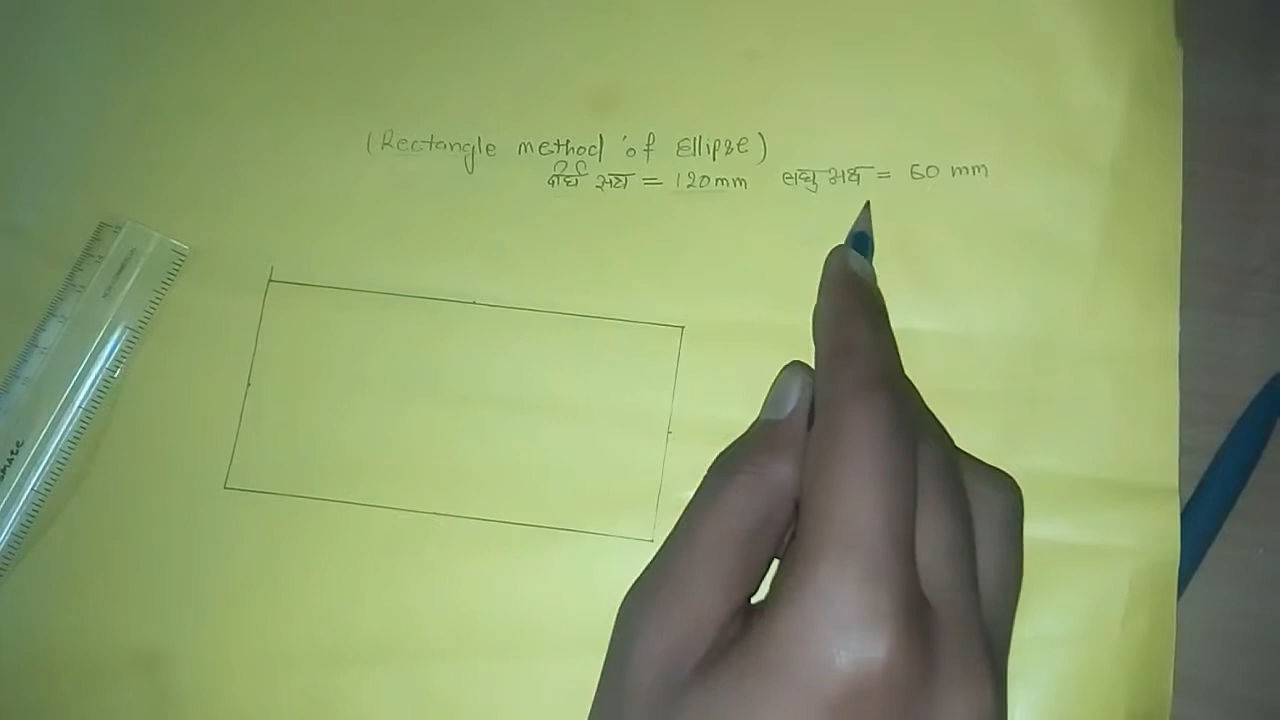 (Rectangle method of Ellipse)
दीर्घ अक्ष = 120mm लघु अक्ष = 60 mm